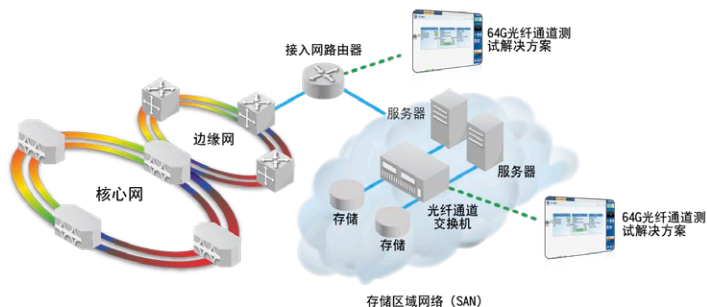 接入网路由器
64G光纤通道测
试解决方案
服务器
边缘网
核心网
服务器
存储
光纤通道
交换机
存储
64G光纤通道测
试解决方案
存储区域网络（SAN）